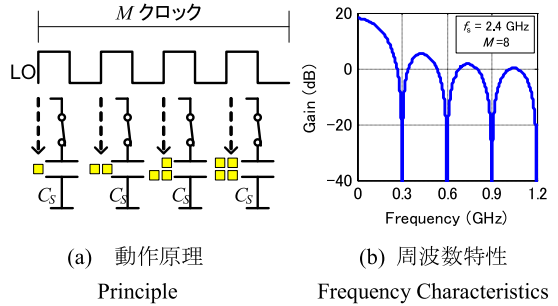 M クロック
LO
C_S
C_S
C_S
C_S
(a) 動作原理
Principle
20
0
-20
-40
Gain (dB)
f_s = 2.4 GHz
M=8
0
0.3
0.6
0.9
1.2
Frequency (GHz)
(b) 周波数特性
Frequency Characteristics